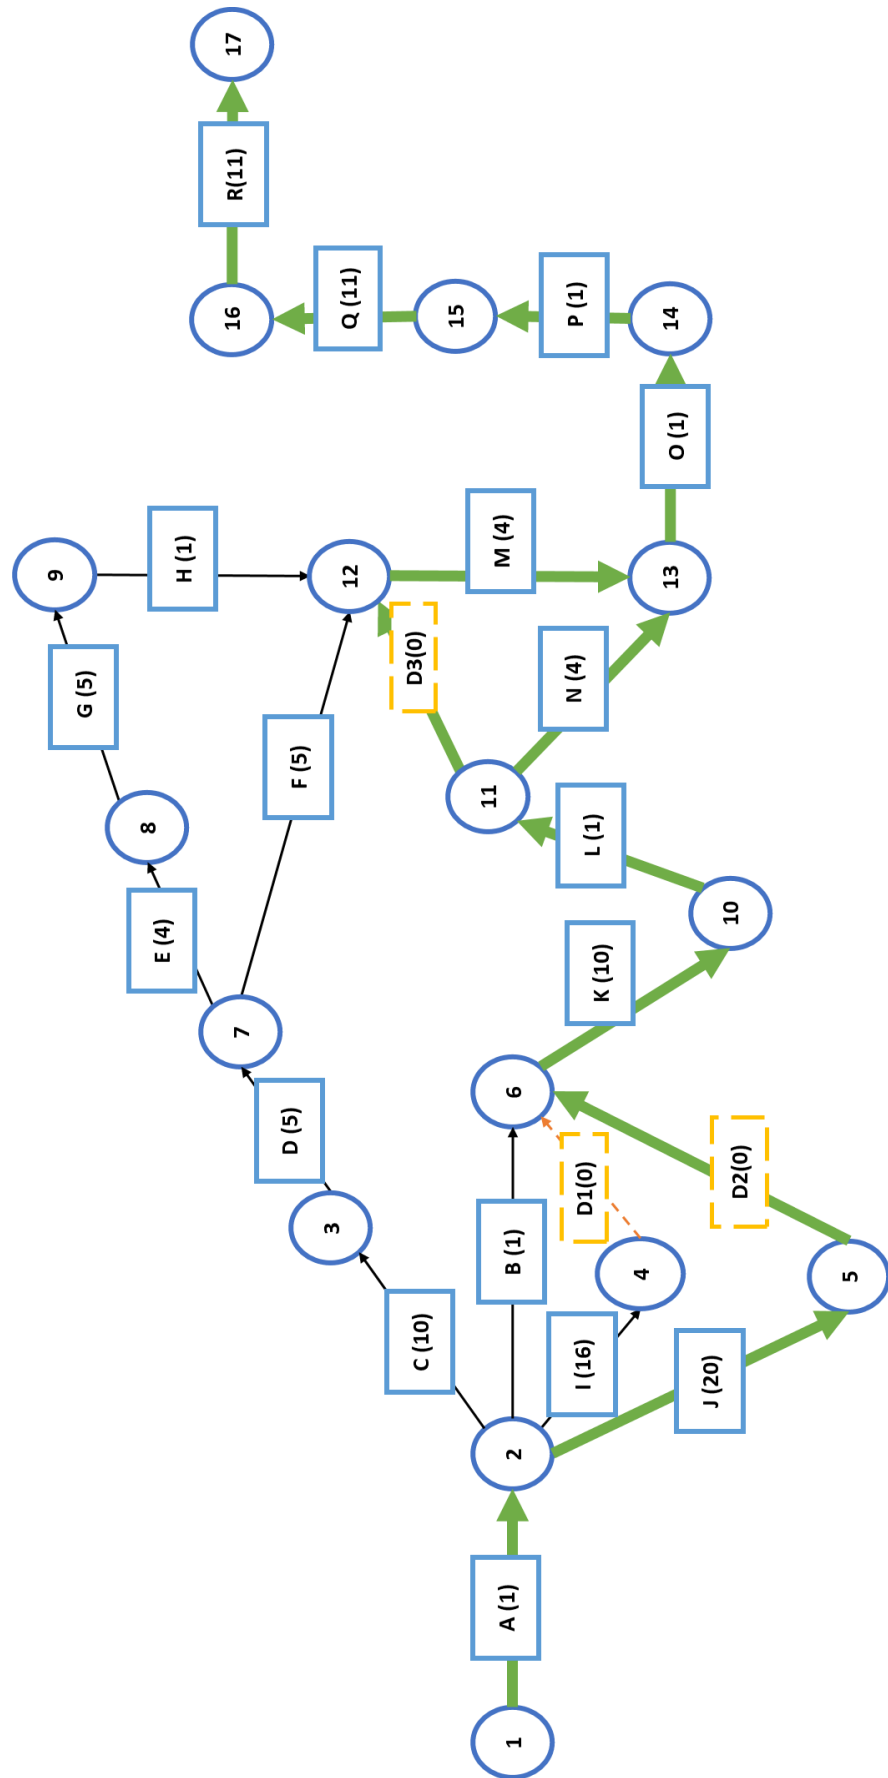 1
A (1)
2
C (10)
B (1)
I (16)
J (20)
3
4
5
D (5)
D1(0)
D2(0)
7
6
E (4)
K (10)
8
10
F (5)
L (1)
G (5)
11
D3(0)
N (4)
9
H (1)
12
M (4)
13
O (1)
14
P (1)
15
Q (11)
16
R(11)
17